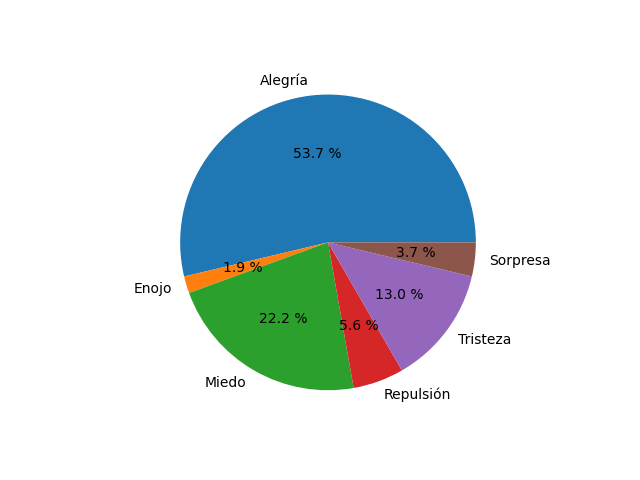 Alegría
53.7 %
Enojo
1.9 %
Miedo
22.2 %
Repulsión
5.6 %
Tristeza
13.0 %
Sorpresa
3.7 %